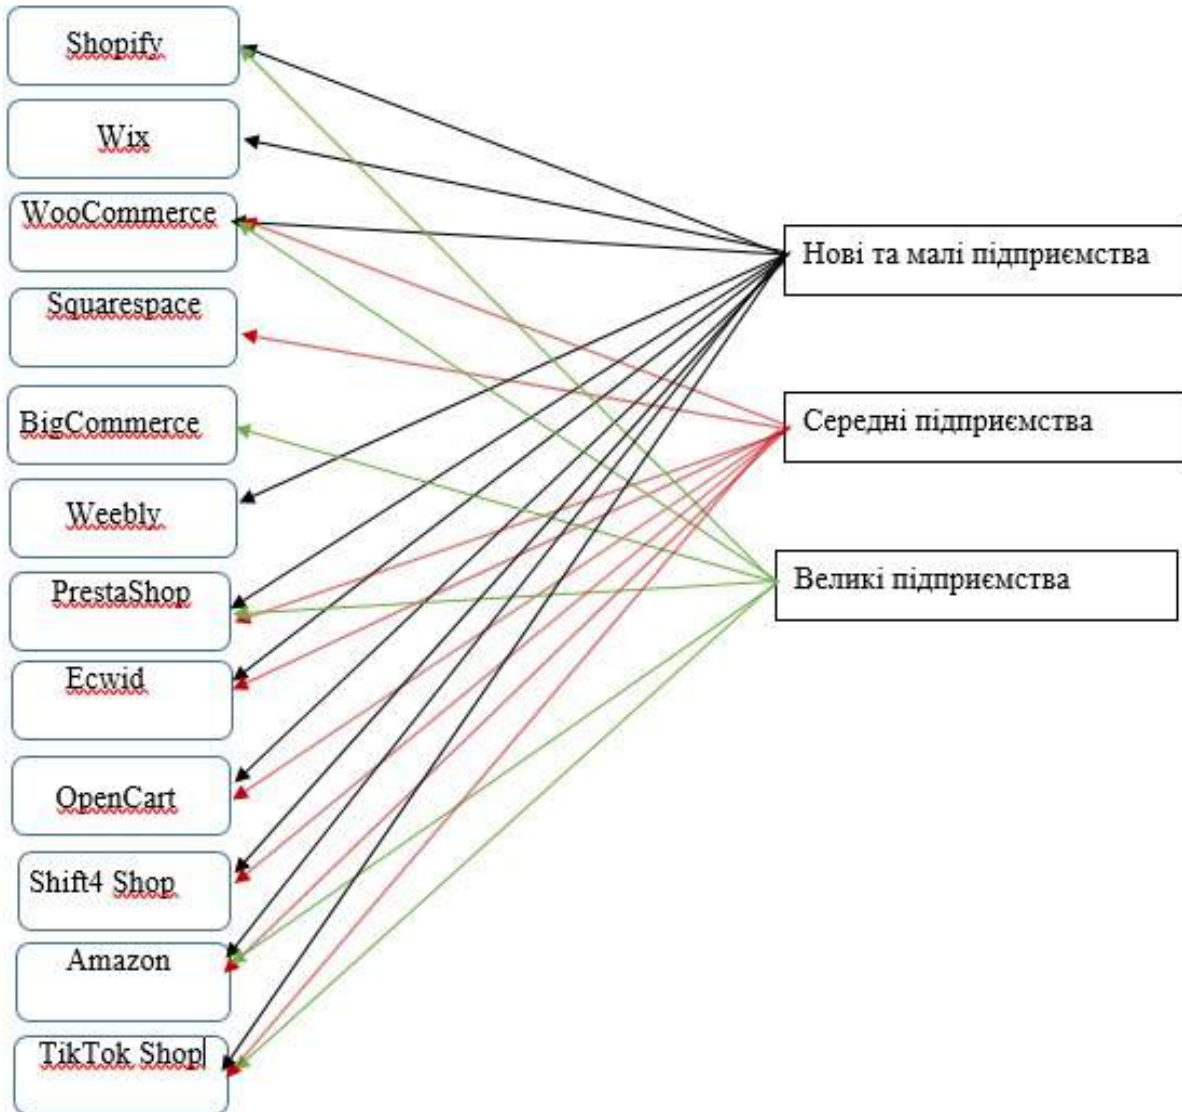 Shopify
Wix
WooCommerce
Squarespace
BigCommerce
Weebly
PrestaShop
Ecwid
OpenCart
Shift4 Shop
Amazon
TikTok Shop
Нові та малі підприємства
Середні підприємства
Великі підприємства